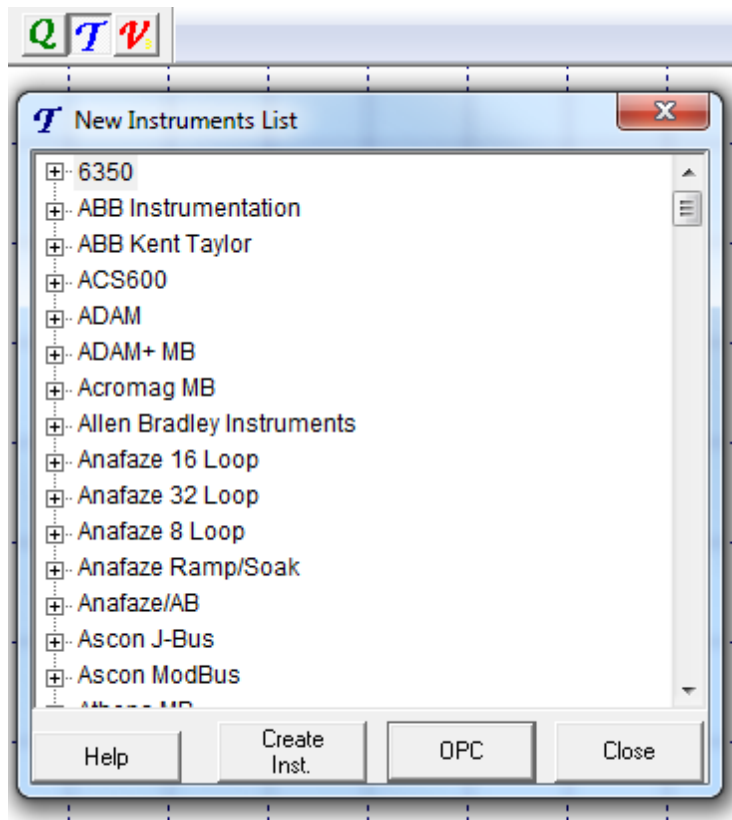 Q T V
T New Instruments List
6350
ABB Instrumentation
ABB Kent Taylor
ACS600
ADAM
ADAM+ MB
Acromag MB
Allen Bradley Instruments
Anafaze 16 Loop
Anafaze 32 Loop
Anafaze 8 Loop
Anafaze Ramp/Soak
Anafaze/AB
Ascon J-Bus
Ascon ModBus
Help
Create
Inst.
OPC
Close